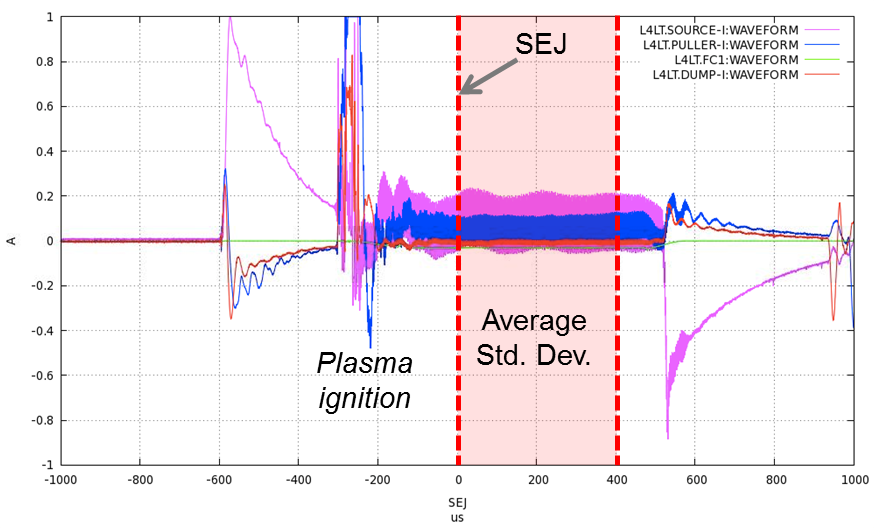 L4LT.SOURCE-I:WAVEFORM
L4LT.PULLER-I:WAVEFORM
L4LT.FC1:WAVEFORM
L4LT.DUMP-I:WAVEFORM
SEJ
1
0.8
0.6
0.4
0.2
0
-0.2
-0.4
-0.6
-0.8
-1
A
Average
Std. Dev.
Plasma
ignition
-1000 -800 -600 -400 -200 0 200 400 600 800 1000
SEJ
us